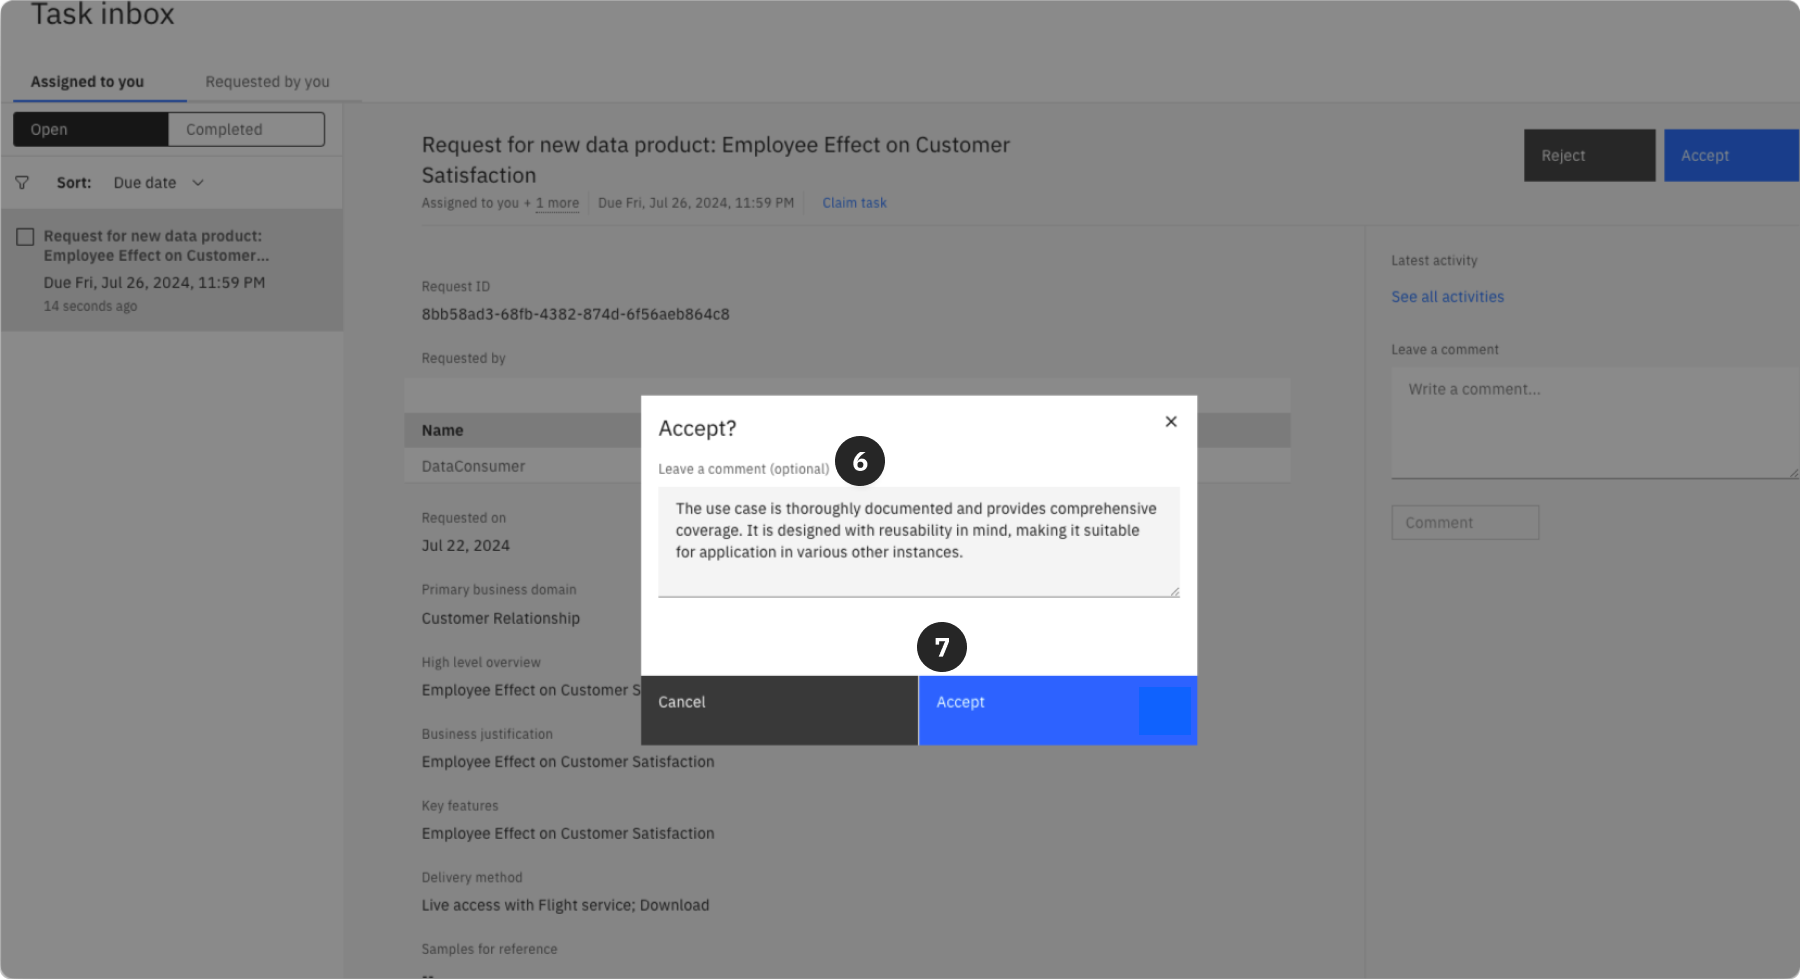 Task inbox
Assigned to you
Requested by you
Open
Completed
Sort:
Due date
Request for new data product:
Employee Effect on Customer...
Due Fri, Jul 26, 2024, 11:59 PM
14 seconds ago
Request for new data product: Employee Effect on Customer
Satisfaction
Assigned to you + 1 more
Due Fri, Jul 26, 2024, 11:59 PM
Claim task
Reject
Accept
Request ID
8bb58ad3-68fb-4382-874d-6f56aeb864c8
Requested by
Name
DataConsumer
Requested on
Jul 22, 2024
Primary business domain
Customer Relationship
High level overview
Employee Effect on Customer S
Business justification
Employee Effect on Customer Satisfaction
Key features
Employee Effect on Customer Satisfaction
Delivery method
Live access with Flight service; Download
Samples for reference
--
Accept?
Leave a comment (optional)
6
The use case is thoroughly documented and provides comprehensive
coverage. It is designed with reusability in mind, making it suitable
for application in various other instances.
7
Cancel
Accept
Latest activity
See all activities
Leave a comment
Write a comment...
Comment